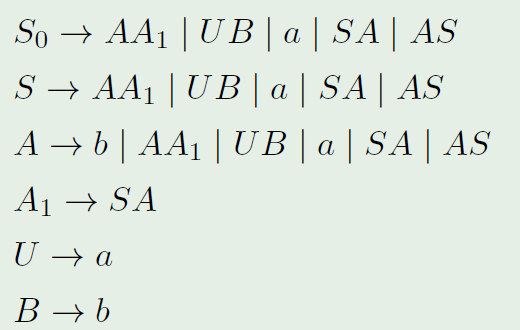 S₀ → AA₁ | UB | a | SA | AS
S → AA₁ | UB | a | SA | AS
A → b | AA₁ | UB | a | SA | AS
A₁ → SA
U → a
B → b